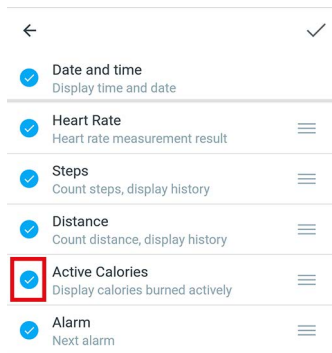 Date and time
Display time and date
Heart Rate
Heart rate measurement result
Steps
Count steps, display history
Distance
Count distance, display history
Active Calories
Display calories burned actively
Alarm
Next alarm